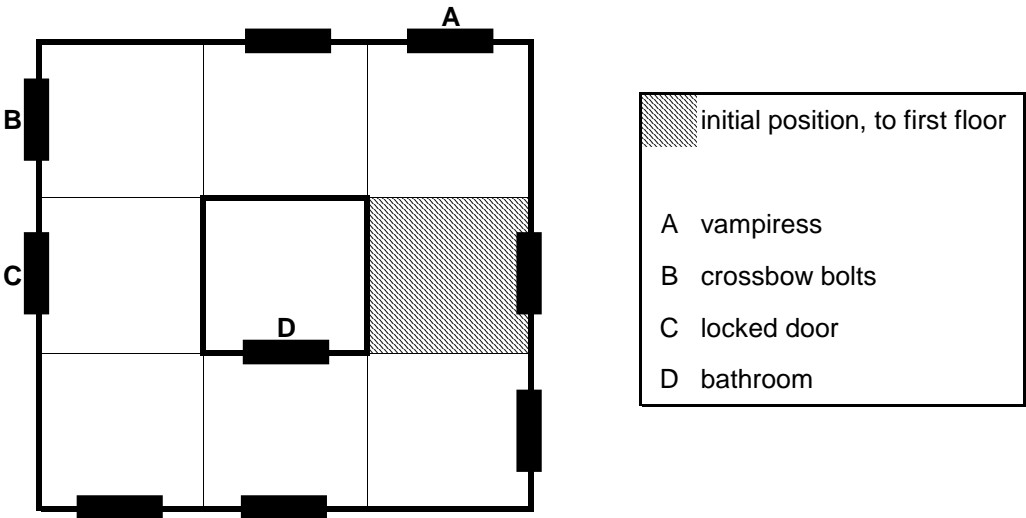 A
B
C
D
initial position, to first floor
A vampiress
B crossbow bolts
C locked door
D bathroom